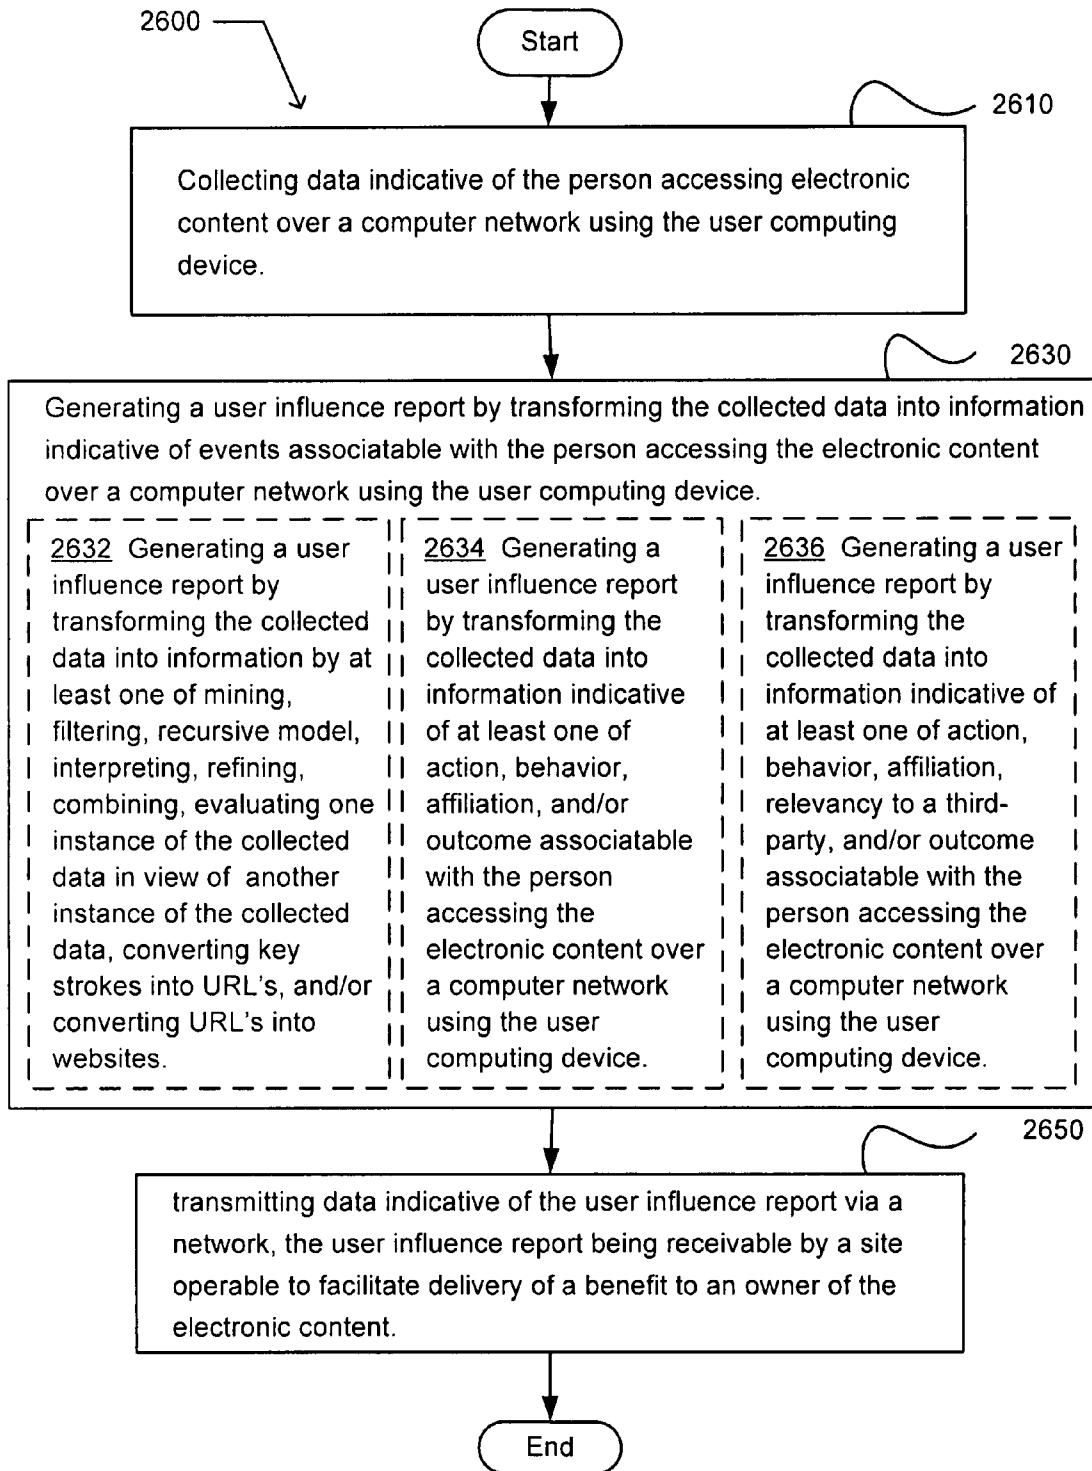 2600
Start
2610
Collecting data indicative of the person accessing electronic
content over a computer network using the user computing
device.
2630
Generating a user influence report by transforming the collected data into information
indicative of events associatable with the person accessing the electronic content
over a computer network using the user computing device.
2632 Generating a user
influence report by
transforming the collected
data into information by at
least one of mining,
filtering, recursive model,
interpreting, refining,
combining, evaluating one
instance of the collected
data in view of another
instance of the collected
data, converting key
strokes into URL's, and/or
converting URL's into
websites.
2634 Generating a
user influence report
by transforming the
collected data into
information indicative
of at least one of
action, behavior,
affiliation, and/or
outcome associatable
with the person
accessing the
electronic content over
a computer network
using the user
computing device.
2636 Generating a user
influence report by
transforming the
collected data into
information indicative of
at least one of action,
behavior, affiliation,
relevancy to a third-
party, and/or outcome
associatable with the
person accessing the
electronic content over
a computer network
using the user
computing device.
2650
transmitting data indicative of the user influence report via a
network, the user influence report being receivable by a site
operable to facilitate delivery of a benefit to an owner of the
electronic content.
End